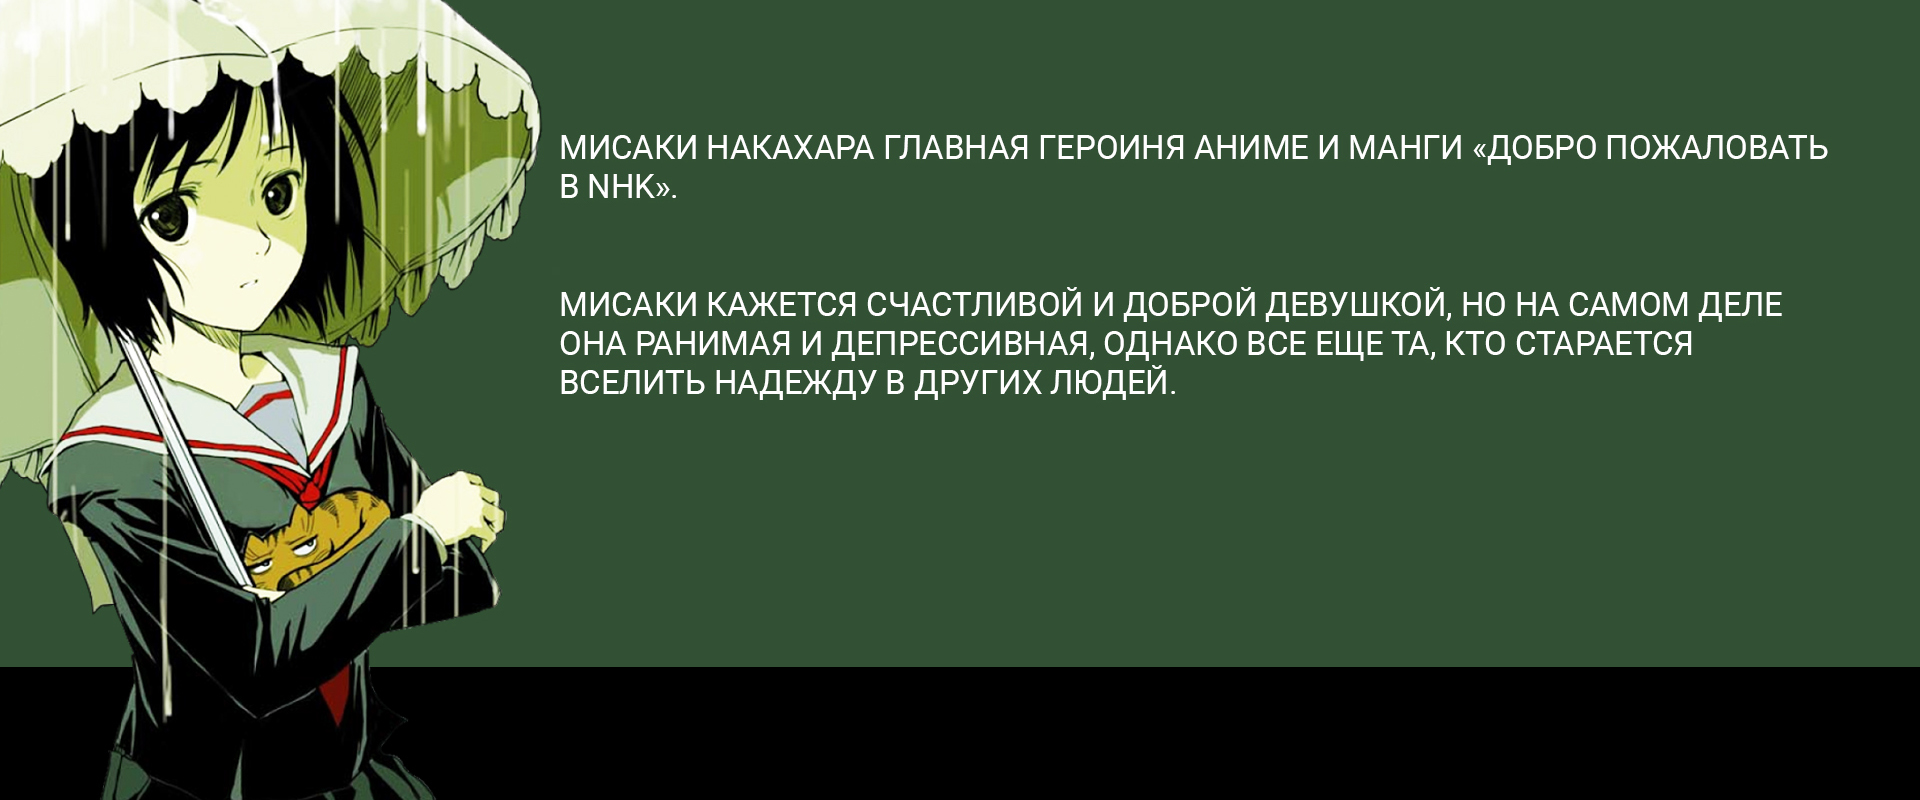 МИСАКИ НАКАХАРА ГЛАВНАЯ ГЕРОИНЯ АНИМЕ И МАНГИ «ДОБРО ПОЖАЛОВАТЬ
В NHK».
МИСАКИ КАЖЕТСЯ СЧАСТЛИВОЙ И ДОБРОЙ ДЕВУШКОЙ, НО НА САМОМ ДЕЛЕ
ОНА РАНИМАЯ И ДЕПРЕССИВНАЯ, ОДНАКО ВСЕ ЕЩЕ ТА, КТО СТАРАЕТСЯ
ВСЕЛИТЬ НАДЕЖДУ В ДРУГИХ ЛЮДЕЙ.